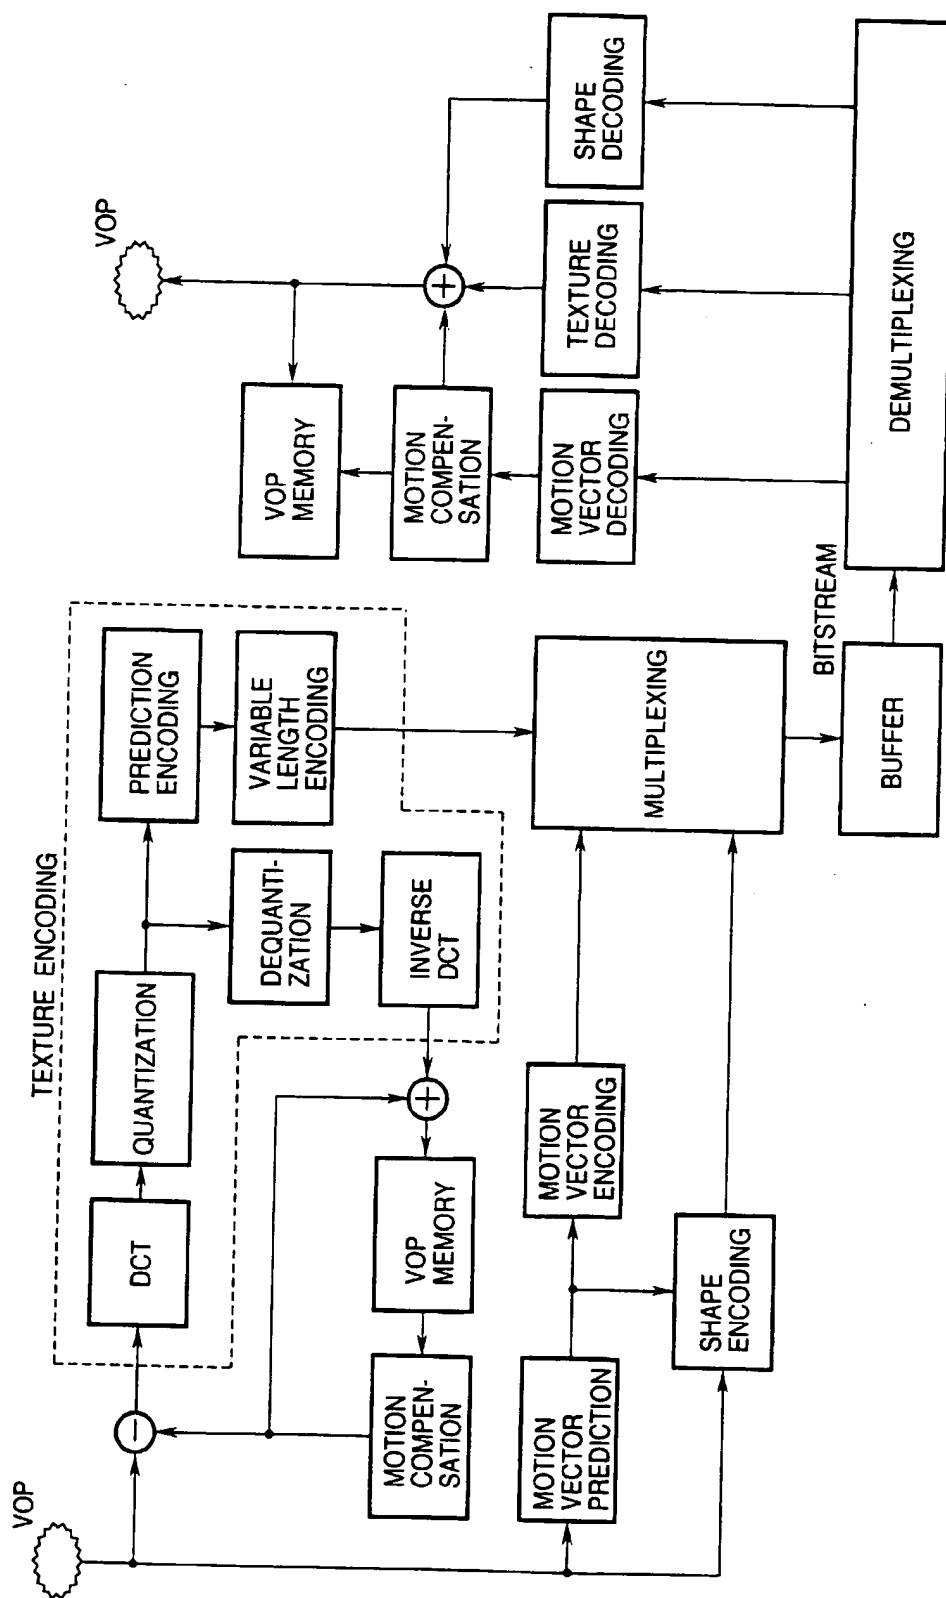 VOP
TEXTURE ENCODING
DCT
QUANTIZATION
PREDICTION
ENCODING
VARIABLE
LENGTH
ENCODING
DEQUANTI-
ZATION
INVERSE
DCT
VOP
MEMORY
MOTION
COMPEN-
SATION
MOTION
VECTOR
PREDICTION
MOTION
VECTOR
ENCODING
SHAPE
ENCODING
MULTIPLEXING
BUFFER
BITSTREAM
DEMULTIPLEXING
MOTION
VECTOR
DECODING
TEXTURE
DECODING
SHAPE
DECODING
MOTION
COMPEN-
SATION
VOP
MEMORY
VOP